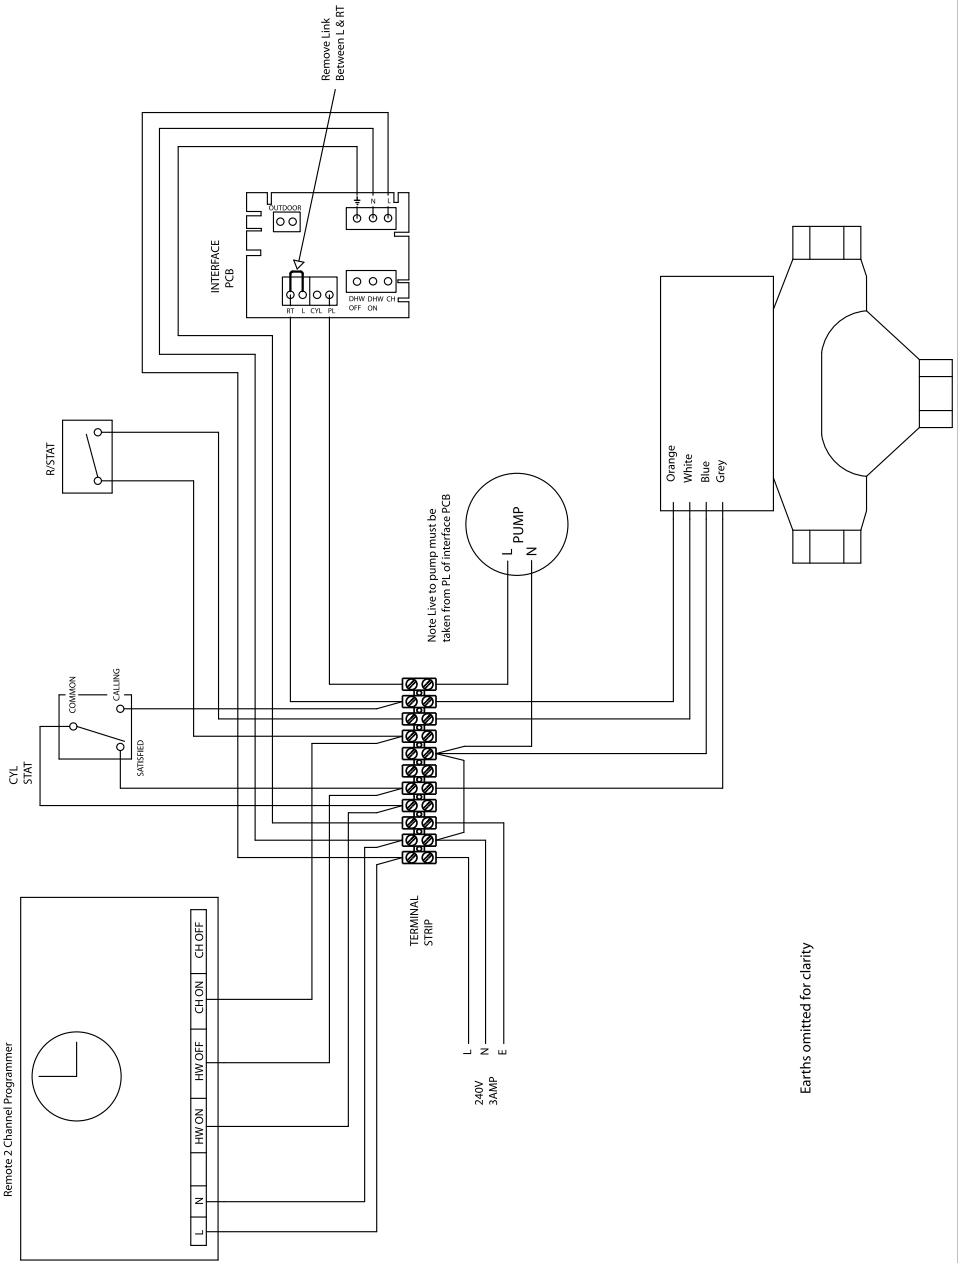 Remote 2 Channel Programmer
L
N
HW ON
HW OFF
CH ON
CH OFF
CYL
STAT
COMMON
CALLING
SATISFIED
R/STAT
INTERFACE
PCB
OUTDOOR
N
L
RT
L
CYL
PL
DHW
OFF
DHW
ON
CH
Remove Link
Between L & RT
TERMINAL
STRIP
Note Live to pump must be
taken from PL of interface PCB
L
PUMP
N
L
N
E
240V
3AMP
Orange
White
Blue
Grey
Earths omitted for clarity